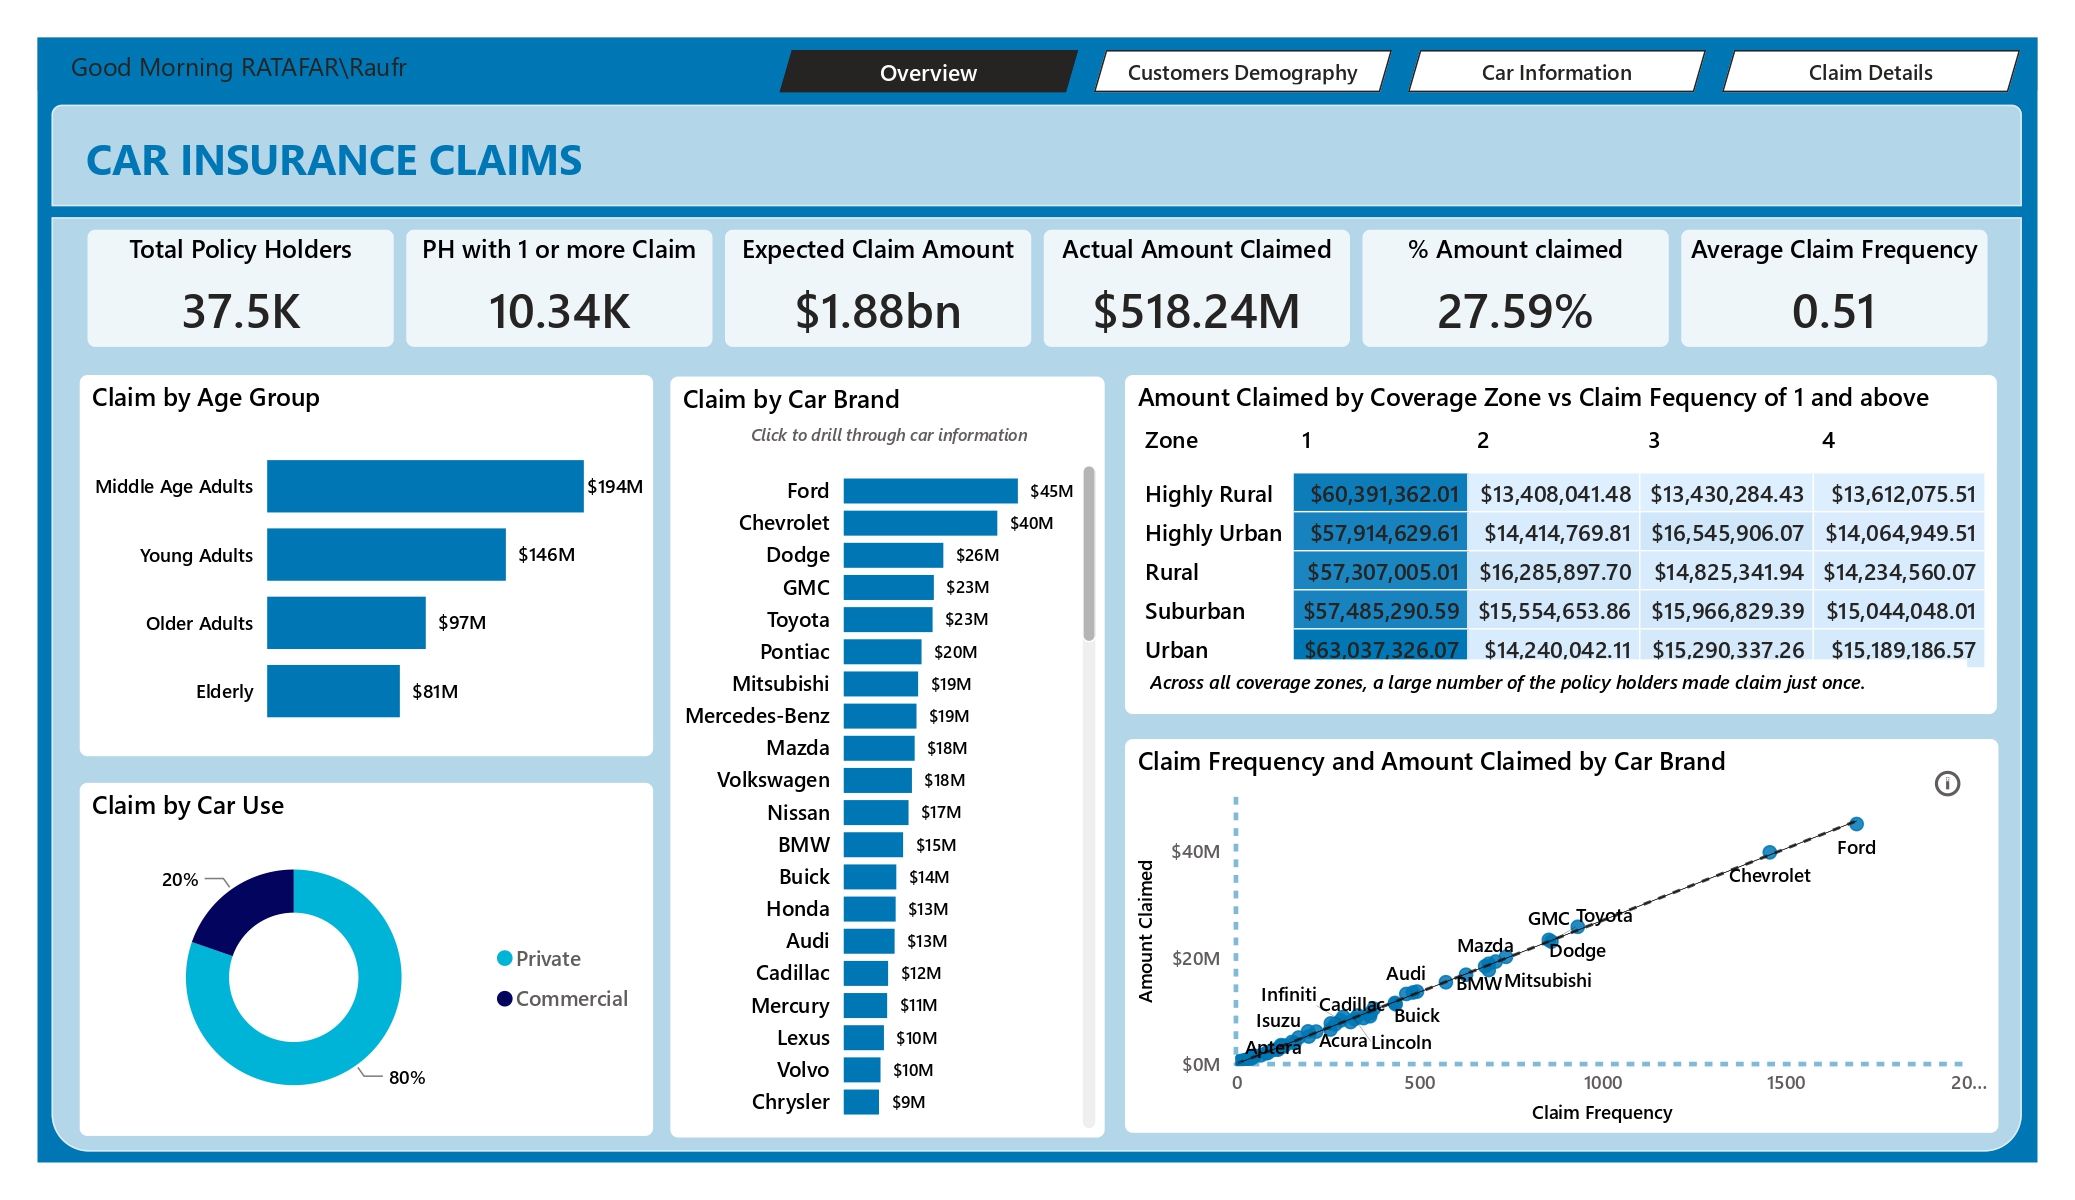 Good Morning RATAFAR\Raufr
Overview
Customers Demography
Car Information
Claim Details
CAR INSURANCE CLAIMS
Total Policy Holders
37.5K
PH with 1 or more Claim
10.34K
Expected Claim Amount
$1.88bn
Actual Amount Claimed
$518.24M
% Amount claimed
27.59%
Average Claim Frequency
0.51
Claim by Age Group
Middle Age Adults $194M
Young Adults $146M
Older Adults $97M
Elderly $81M
Claim by Car Use
20%
80%
Private
Commercial
Claim by Car Brand
Click to drill through car information
Ford $45M
Chevrolet $40M
Dodge $26M
GMC $23M
Toyota $23M
Pontiac $20M
Mitsubishi $19M
Mercedes-Benz $19M
Mazda $18M
Volkswagen $18M
Nissan $17M
BMW $15M
Buick $14M
Honda $13M
Audi $13M
Cadillac $12M
Mercury $11M
Lexus $10M
Volvo $10M
Chrysler $9M
Amount Claimed by Coverage Zone vs Claim Fequency of 1 and above
Zone 1 2 3 4
Highly Rural $60,391,362.01 $13,408,041.48 $13,430,284.43 $13,612,075.51
Highly Urban $57,914,629.61 $14,414,769.81 $16,545,906.07 $14,064,949.51
Rural $57,307,005.01 $16,285,897.70 $14,825,341.94 $14,234,560.07
Suburban $57,485,290.59 $15,554,653.86 $15,966,829.39 $15,044,048.01
Urban $63,037,326.07 $14,240,042.11 $15,290,337.26 $15,189,186.57
Across all coverage zones, a large number of the policy holders made claim just once.
Claim Frequency and Amount Claimed by Car Brand
Amount Claimed
$40M
$20M
$0M
Ford
Chevrolet
GMC Toyota
Mazda Dodge
Audi BMW Mitsubishi
Infiniti Cadillac
Isuzu Buick
Aptera Acura Lincoln
0 500 1000 1500 20...
Claim Frequency